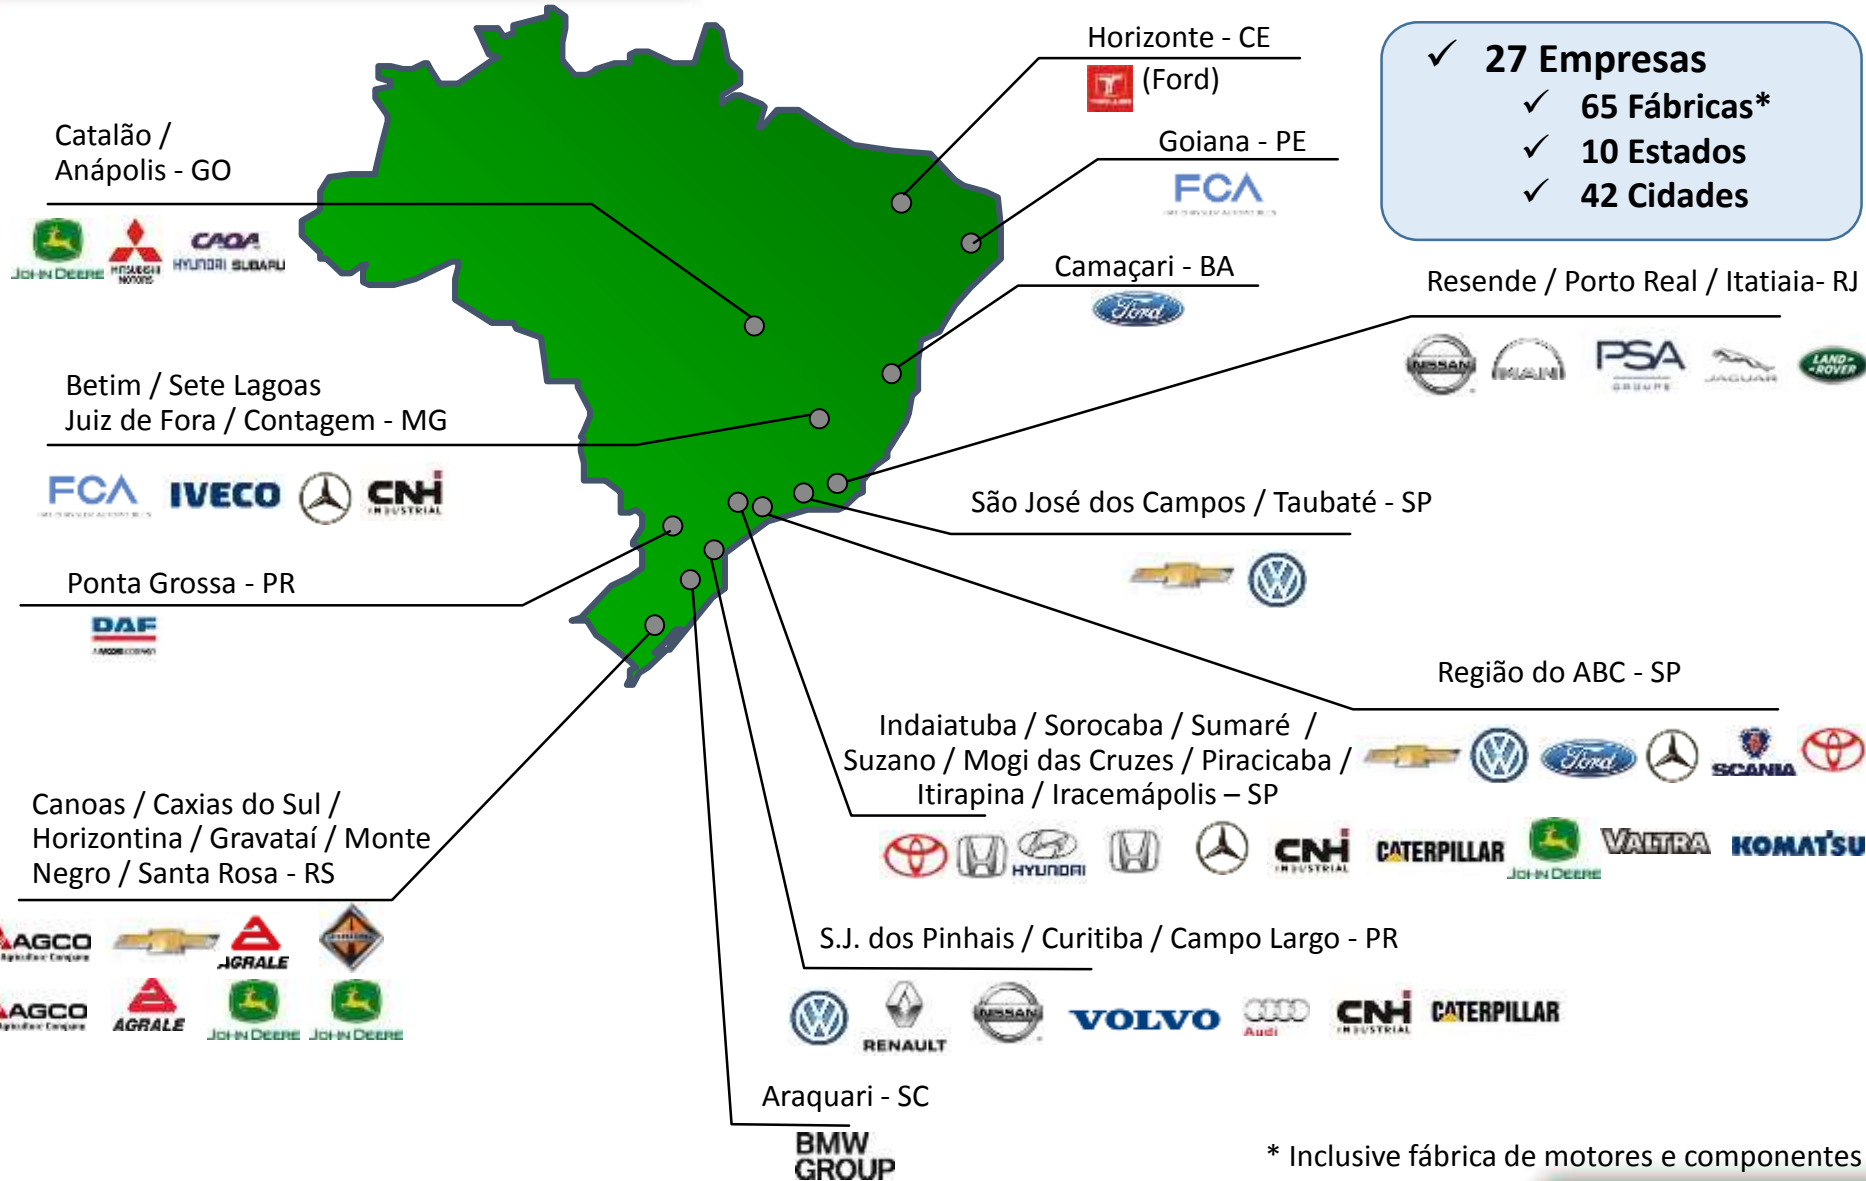 Horizonte - CE
(Ford)
27 Empresas
65 Fábricas*
10 Estados
42 Cidades
Catalão /
Anápolis - GO
JOHN DEERE
MITSUBISHI
MOTORS
CAOA
HYUNDAI SUBARU
Goiana - PE
FCA
Camaçari - BA
Ford
Resende / Porto Real / Itatiaia- RJ
NISSAN
MAN
PSA
GROUPE
JAGUAR
LAND-
-ROVER
Betim / Sete Lagoas
Juiz de Fora / Contagem - MG
FCA
IVECO
CNH
INDUSTRIAL
São José dos Campos / Taubaté - SP
Ponta Grossa - PR
DAF
Região do ABC - SP
Ford
SCANIA
Indaiatuba / Sorocaba / Sumaré /
Suzano / Mogi das Cruzes / Piracicaba /
Itirapina / Iracemápolis – SP
HYUNDAI
CNH
INDUSTRIAL
CATERPILLAR
JOHN DEERE
VALTRA
KOMATSU
Canoas / Caxias do Sul /
Horizontina / Gravataí / Monte
Negro / Santa Rosa - RS
AGCO
AGRALE
AGCO
AGRALE
JOHN DEERE
JOHN DEERE
S.J. dos Pinhais / Curitiba / Campo Largo - PR
RENAULT
NISSAN
VOLVO
Audi
CNH
INDUSTRIAL
CATERPILLAR
Araquari - SC
BMW
GROUP
* Inclusive fábrica de motores e componentes